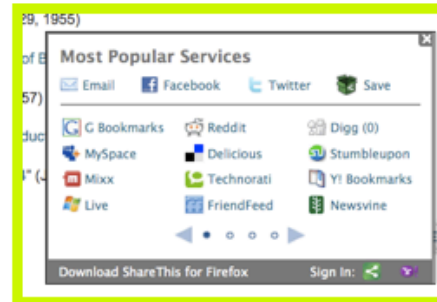 29, 1955)
of B
Most Popular Services
Email Facebook Twitter Save
57)
G Bookmarks Reddit Digg (0)
duc
MySpace Delicious Stumbleupon
Mixx Technorati Y! Bookmarks
Live FriendFeed Newsvine
Download ShareThis for Firefox Sign In: